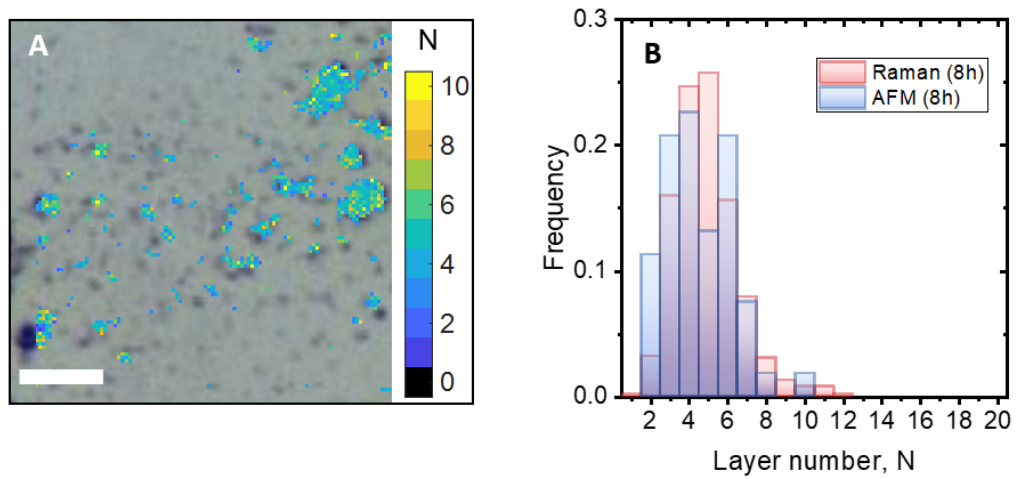 A
N
10
8
6
4
2
0
B
Raman (8h)
AFM (8h)
Frequency
0.3
0.2
0.1
0.0
2 4 6 8 10 12 14 16 18 20
Layer number, N